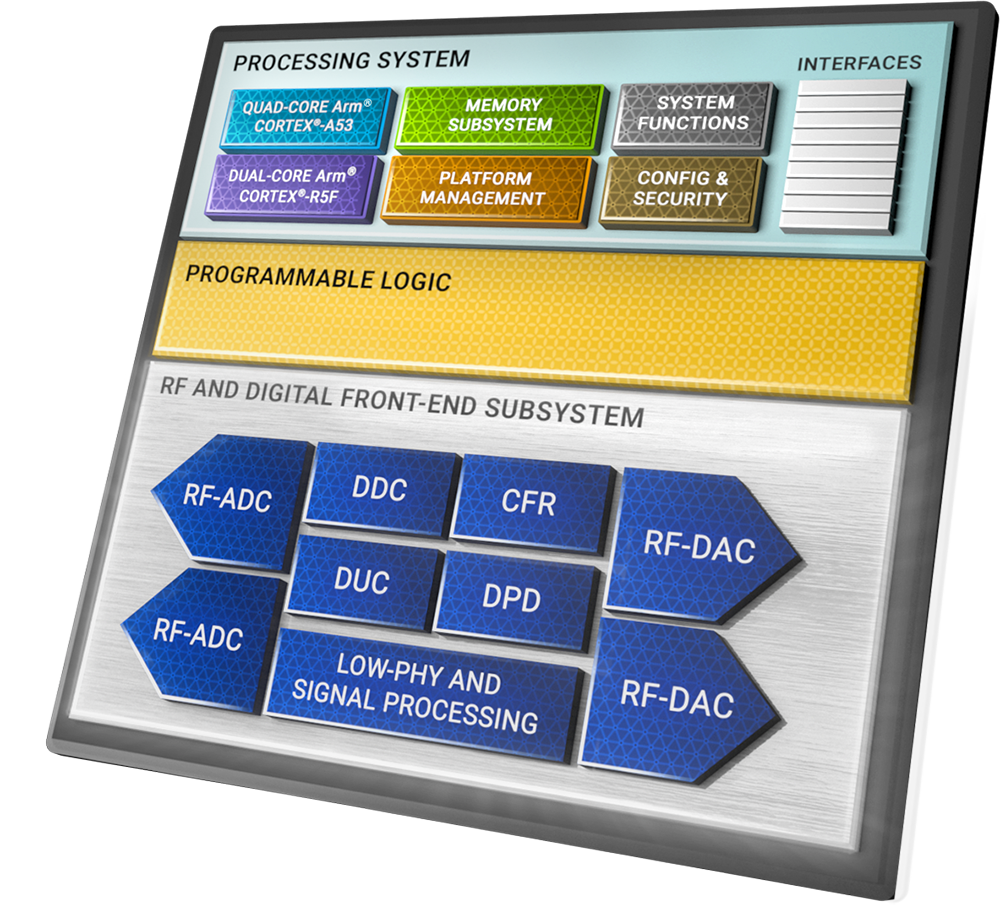 PROCESSING SYSTEM
INTERFACES
QUAD-CORE Arm®
CORTEX®-A53
MEMORY
SUBSYSTEM
SYSTEM
FUNCTIONS
DUAL-CORE Arm®
CORTEX®-R5F
PLATFORM
MANAGEMENT
CONFIG &
SECURITY
PROGRAMMABLE LOGIC
RF AND DIGITAL FRONT-END SUBSYSTEM
RF-ADC
DDC
CFR
RF-DAC
RF-ADC
DUC
DPD
RF-DAC
LOW-PHY AND
SIGNAL PROCESSING